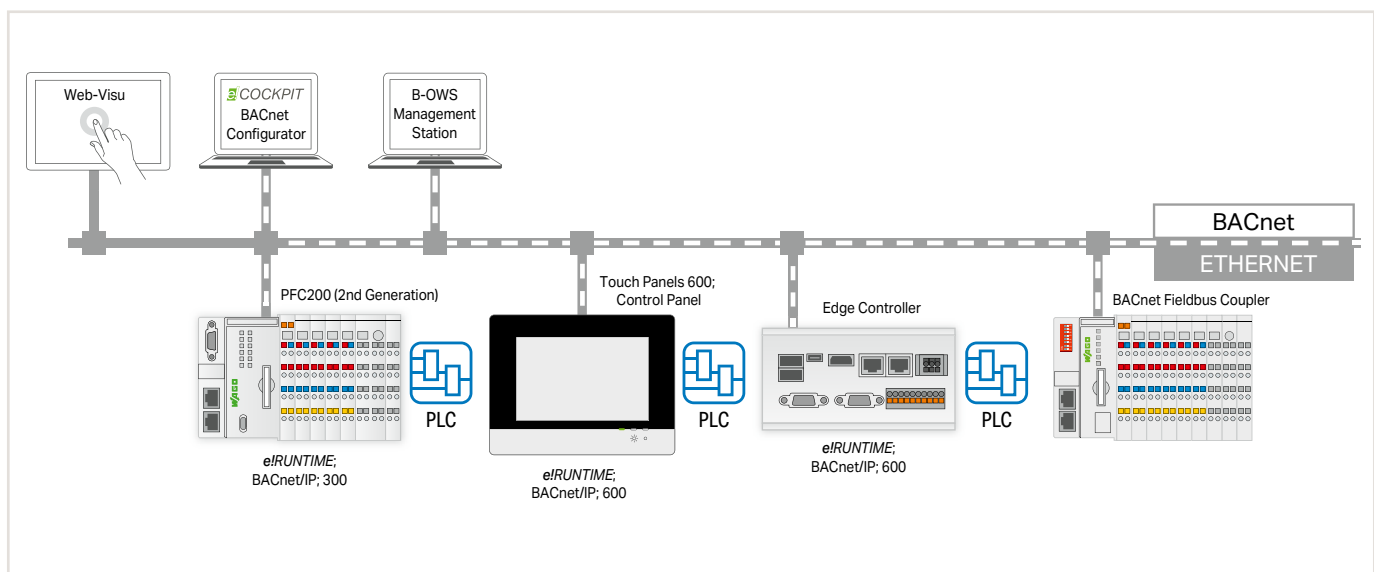 Web-Visu
e!COCKPIT
BACnet
Configurator
B-OWS
Management
Station
BACnet
ETHERNET
PFC200 (2nd Generation)
Touch Panels 600;
Control Panel
Edge Controller
BACnet Fieldbus Coupler
WAGO
WAGO
PLC
PLC
PLC
e!RUNTIME;
BACnet/IP; 300
e!RUNTIME;
BACnet/IP; 600
e!RUNTIME;
BACnet/IP; 600